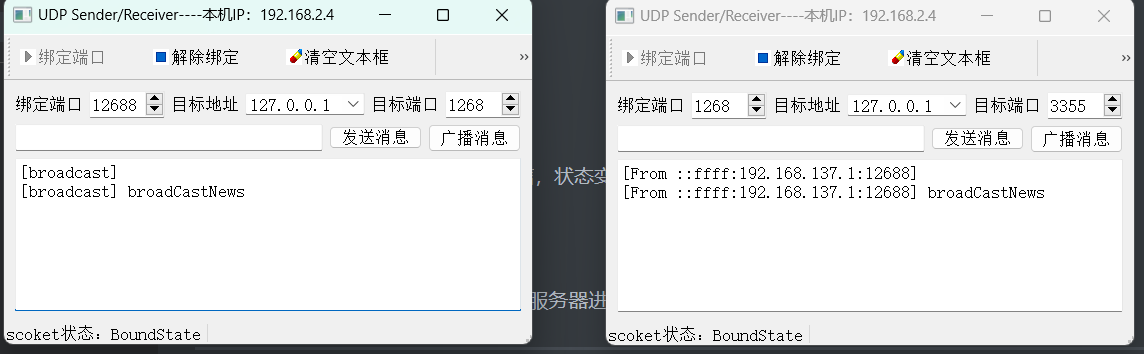 UDP Sender/Receiver----本机IP：192.168.2.4
绑定端口 解除绑定 清空文本框 »
绑定端口 12688 目标地址 127.0.0.1 目标端口 1268
发送消息 广播消息
[broadcast]
[broadcast] broadCastNews
scoket状态：BoundState
，状态变
服务器进
UDP Sender/Receiver----本机IP：192.168.2.4
绑定端口 解除绑定 清空文本框 »
绑定端口 1268 目标地址 127.0.0.1 目标端口 3355
发送消息 广播消息
[From ::ffff:192.168.137.1:12688]
[From ::ffff:192.168.137.1:12688] broadCastNews
scoket状态：BoundState